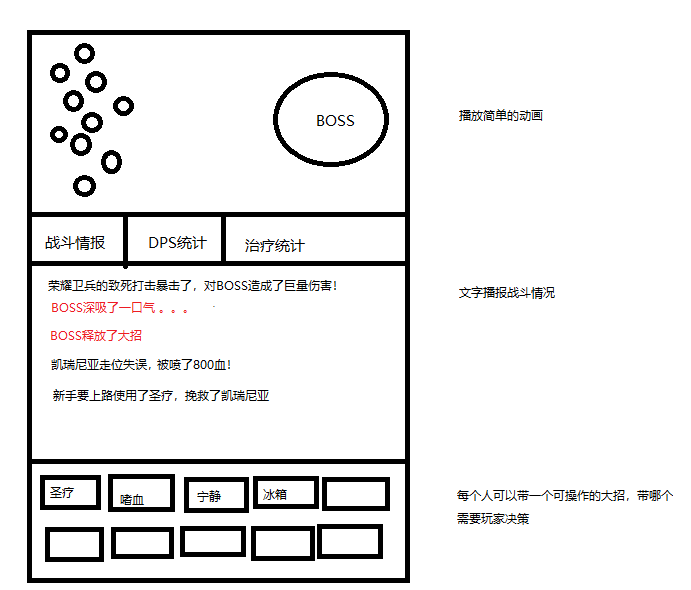 BOSS
播放简单的动画
战斗情报
DPS统计
治疗统计
荣耀卫兵的致死打击暴击了，对BOSS造成了巨量伤害！
BOSS深吸了一口气 。。。
文字播报战斗情况
BOSS释放了大招
凯瑞尼亚走位失误，被喷了800血！
新手要上路使用了圣疗，挽救了凯瑞尼亚
圣疗
嗜血
宁静
冰箱
每个人可以带一个可操作的大招，带哪个
需要玩家决策